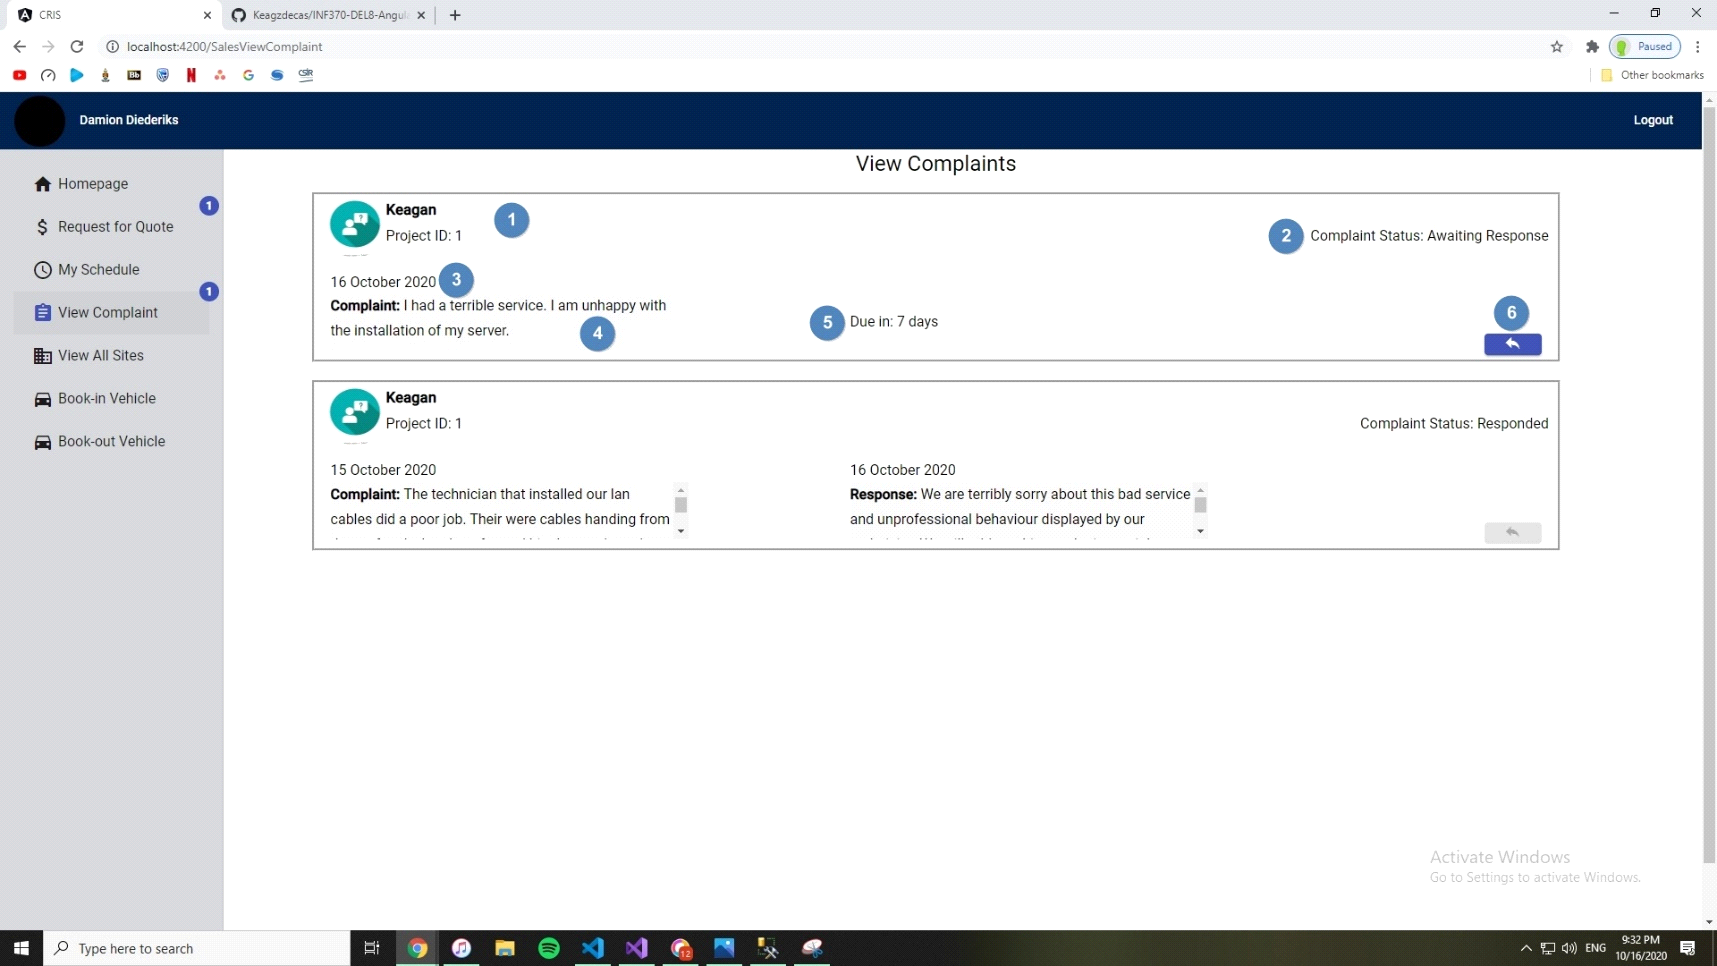 CRIS
Keagzdecas/INF370-DEL8-Angula
localhost:4200/SalesViewComplaint
Paused
Bb
N
G
CSIR
Other bookmarks
Damion Diederiks
Logout
View Complaints
Homepage
1
Request for Quote
My Schedule
1
View Complaint
View All Sites
Book-in Vehicle
Book-out Vehicle
Keagan
1
Project ID: 1
2
Complaint Status: Awaiting Response
16 October 2020
3
Complaint: I had a terrible service. I am unhappy with
the installation of my server.
4
5
Due in: 7 days
6
Keagan
Project ID: 1
Complaint Status: Responded
15 October 2020
Complaint: The technician that installed our lan
cables did a poor job. Their were cables handing from
16 October 2020
Response: We are terribly sorry about this bad service
and unprofessional behaviour displayed by our
Activate Windows
Go to Settings to activate Windows.
Type here to search
12
ENG
9:32 PM
10/16/2020